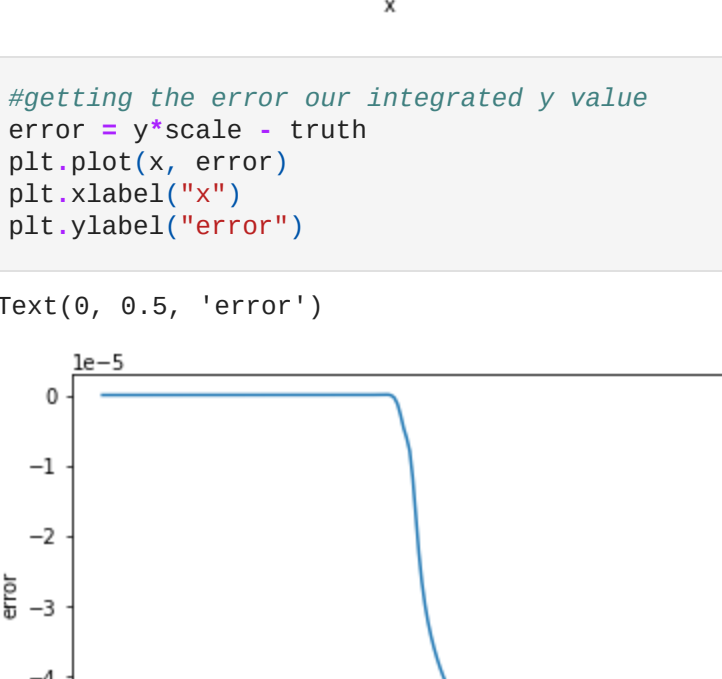 x
#getting the error our integrated y value
error = y*scale - truth
plt.plot(x, error)
plt.xlabel("x")
plt.ylabel("error")
Text(0, 0.5, 'error')
1e−5
0
−1
−2
−3
−4
error